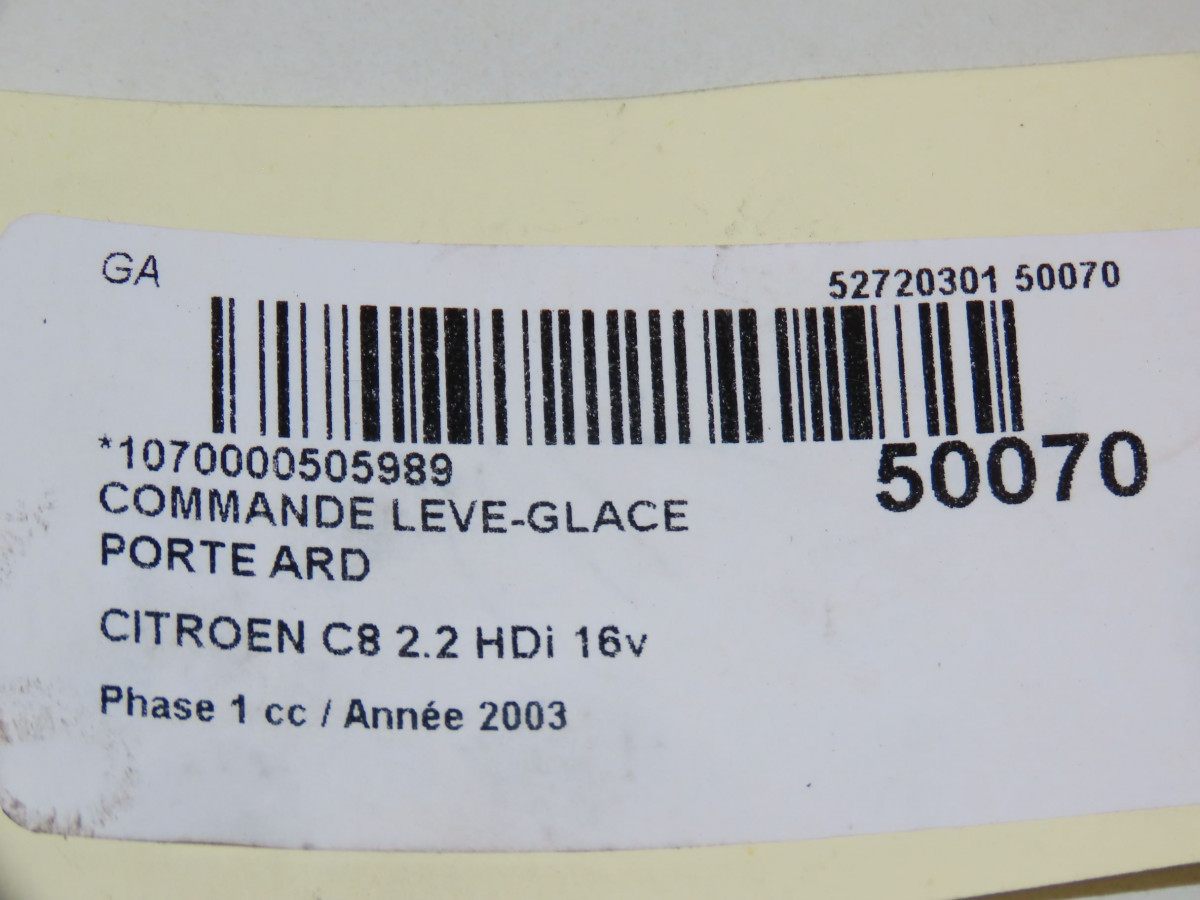 GA
52720301 50070
*1070000505989
50070
COMMANDE LEVE-GLACE
PORTE ARD
CITROEN C8 2.2 HDi 16v
Phase 1 cc / Année 2003